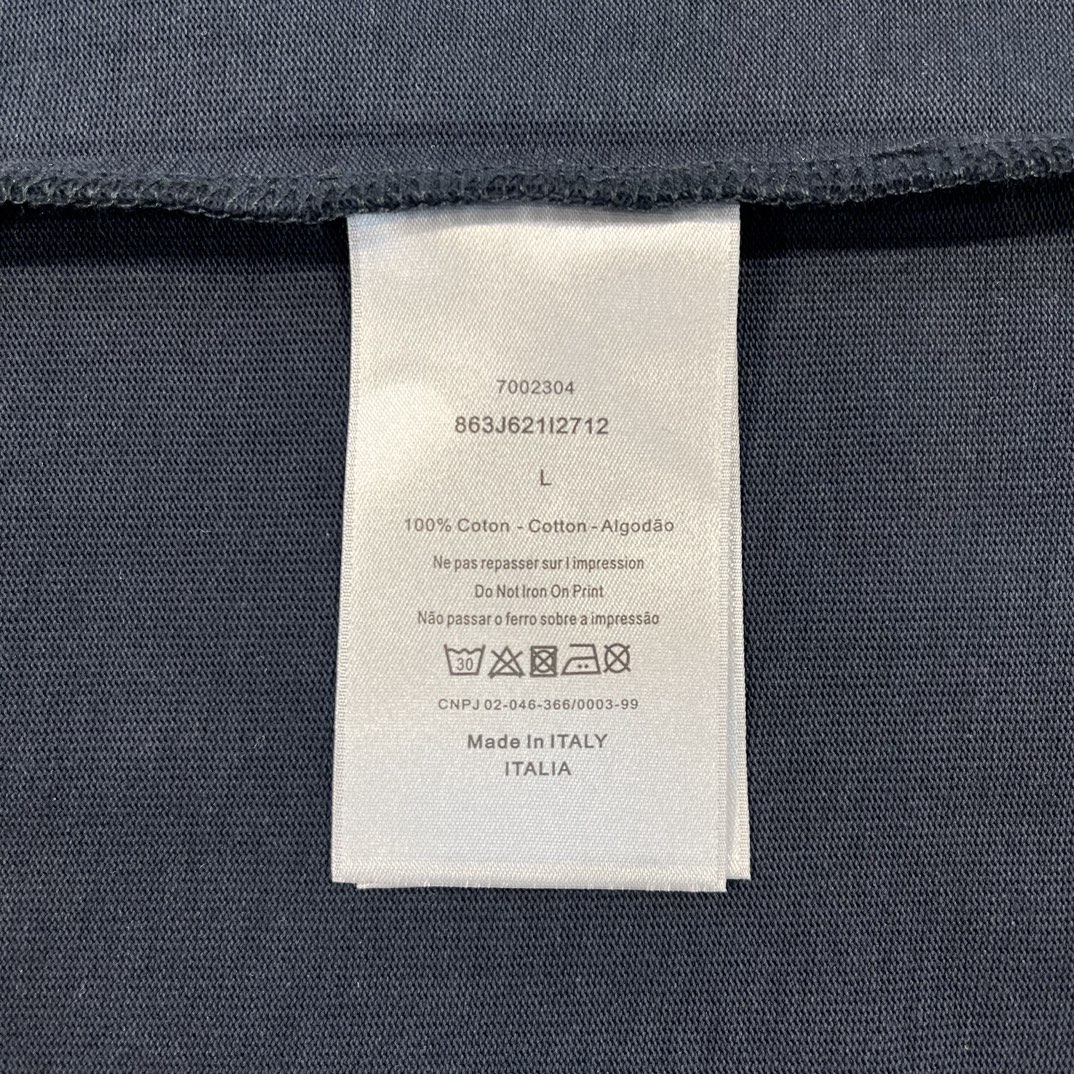 7002304
863J621I2712
L
100% Coton - Cotton - Algodão
Ne pas repasser sur l impression
Do Not Iron On Print
Não passar o ferro sobre a impressão
30
CNPJ 02-046-366/0003-99
Made In ITALY
ITALIA